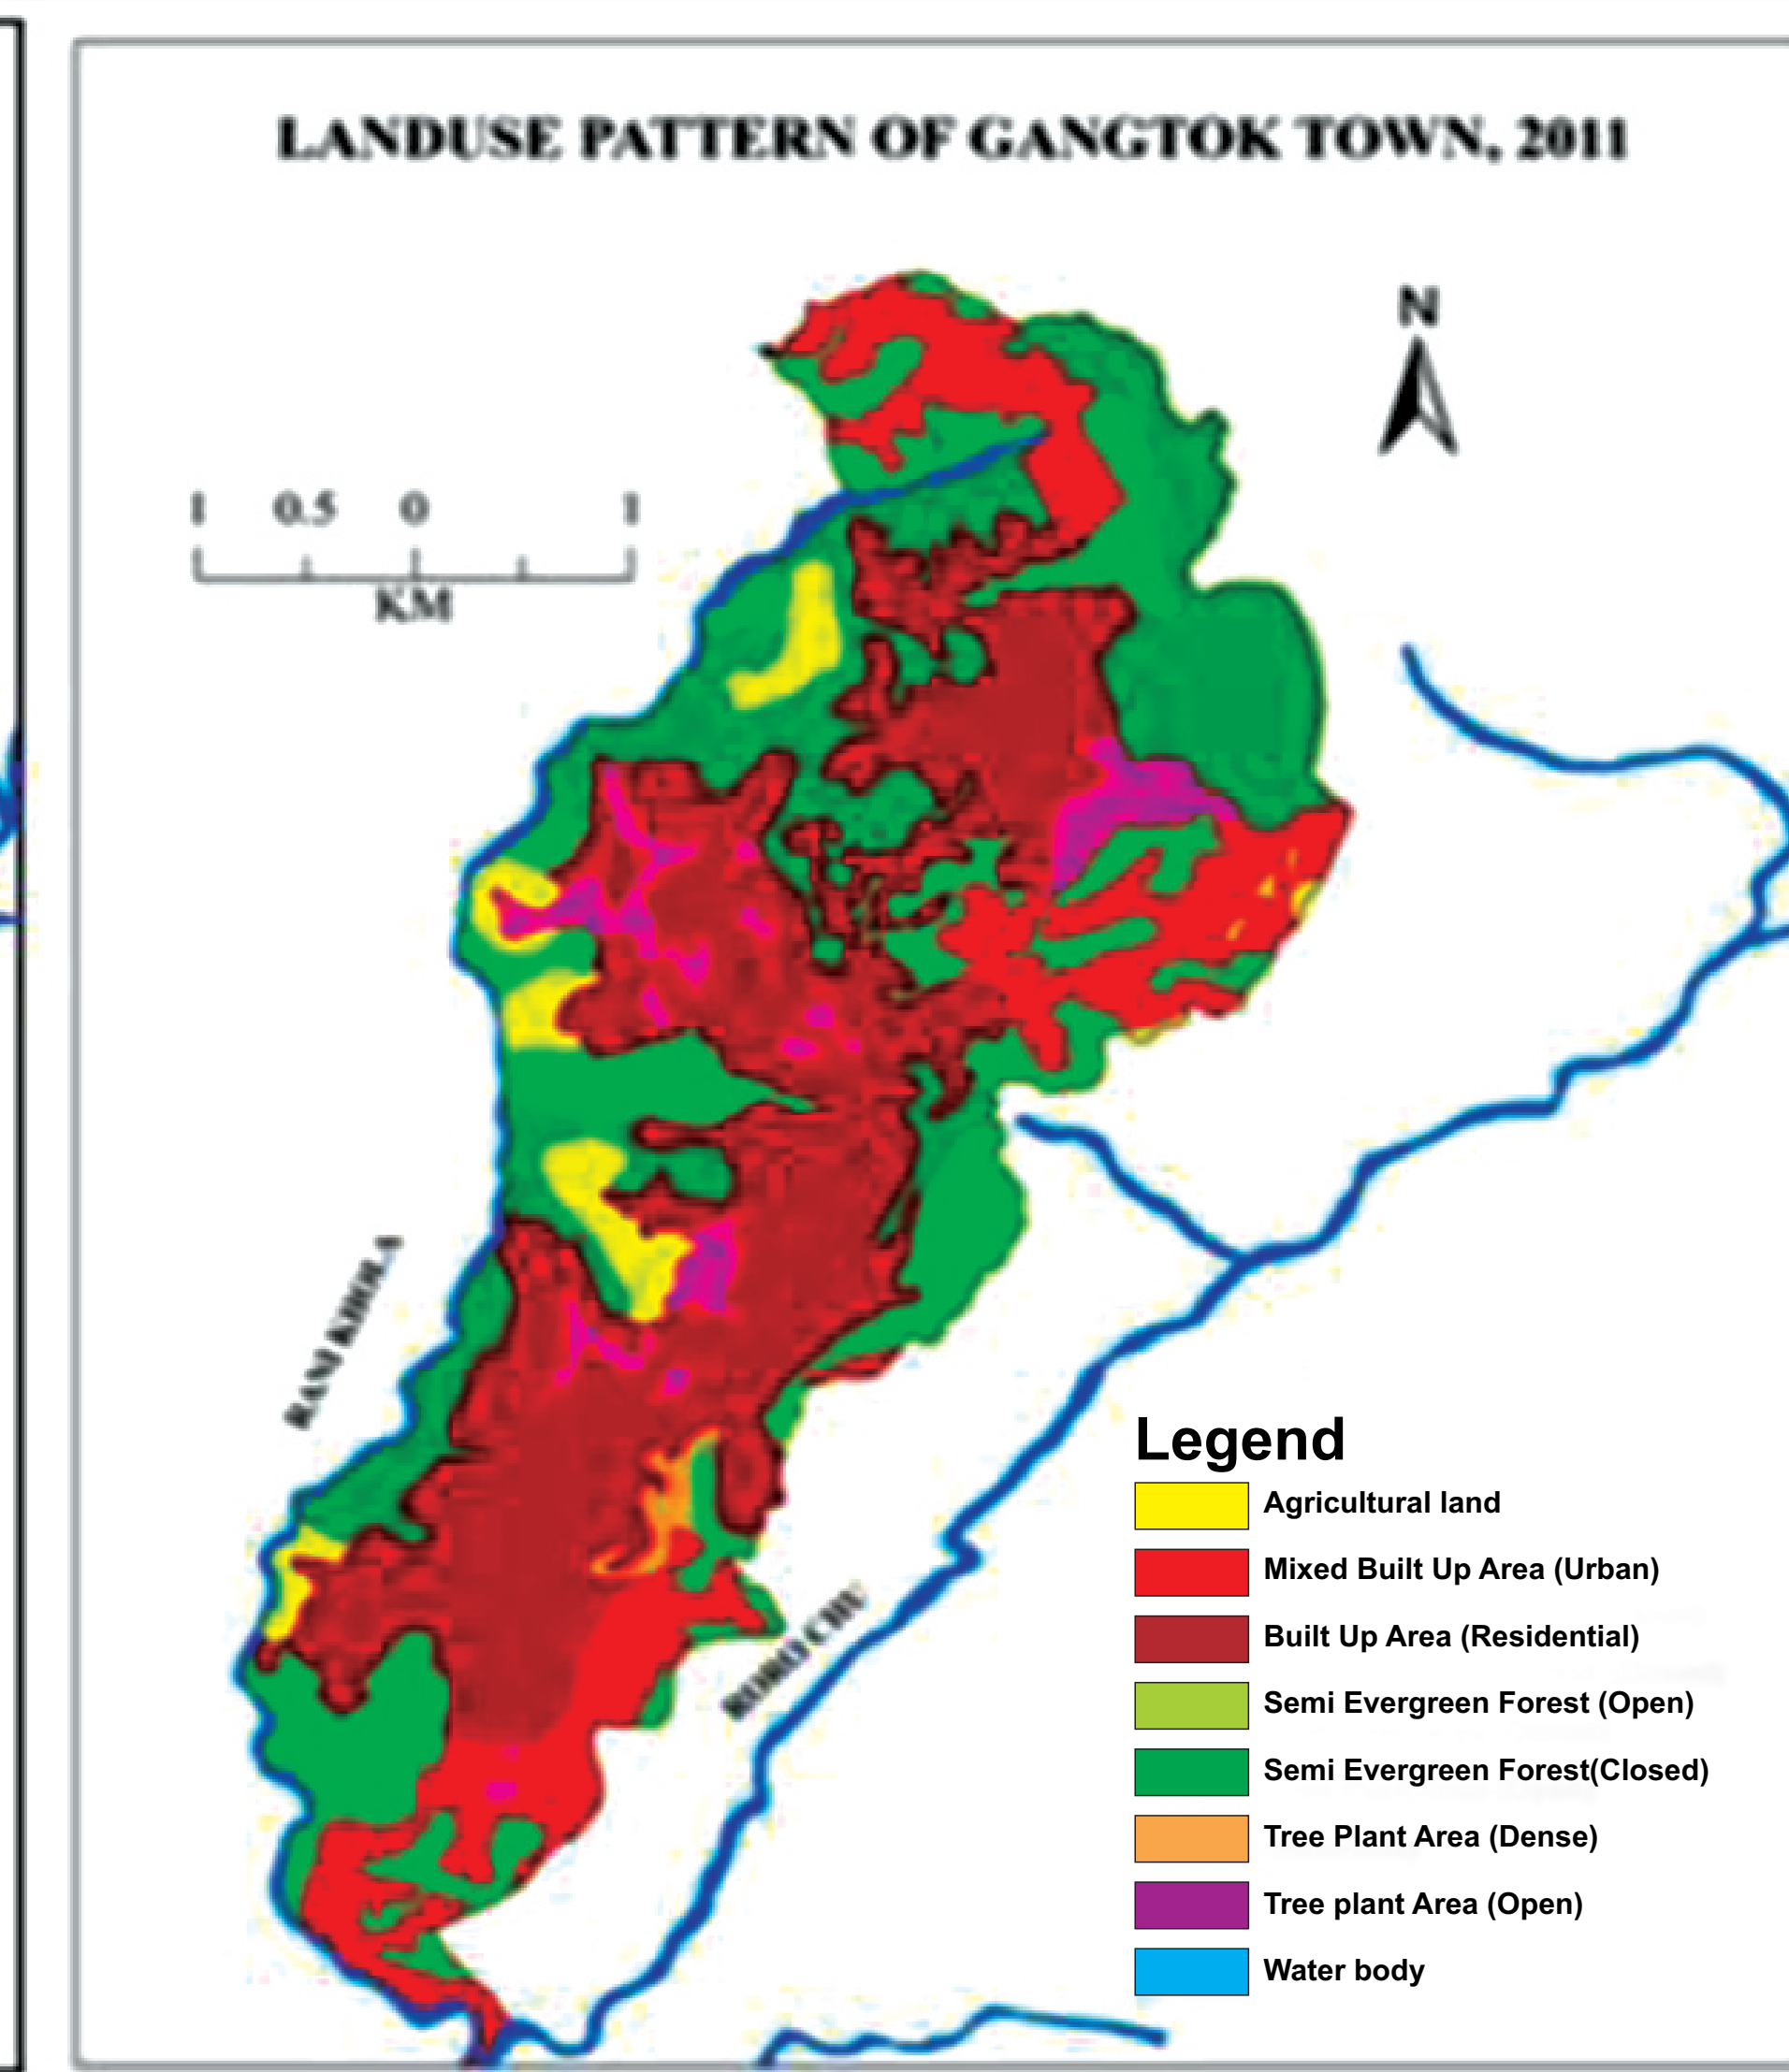 LANDUSE PATTERN OF GANGTOK TOWN, 2011
N
1 0.5 0 1
KM
RANI KHOLA
RORO CHU
Legend
Agricultural land
Mixed Built Up Area (Urban)
Built Up Area (Residential)
Semi Evergreen Forest (Open)
Semi Evergreen Forest(Closed)
Tree Plant Area (Dense)
Tree plant Area (Open)
Water body